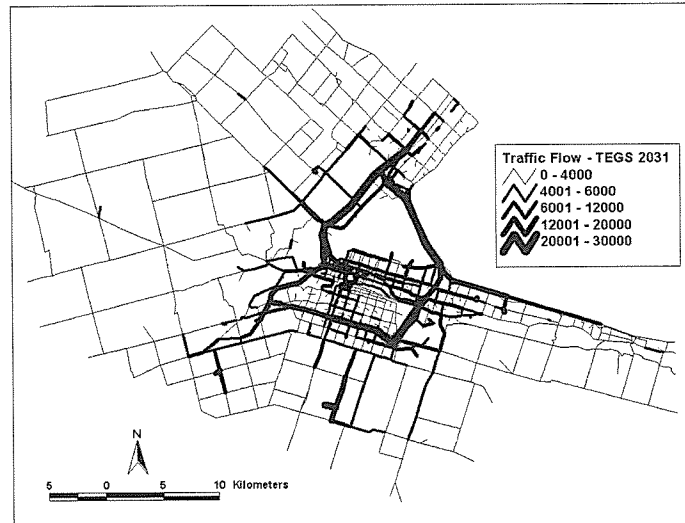 Traffic Flow - TEGS 2031
0 - 4000
4001 - 6000
6001 - 12000
12001 - 20000
20001 - 30000
N
5 0 5 10 Kilometers